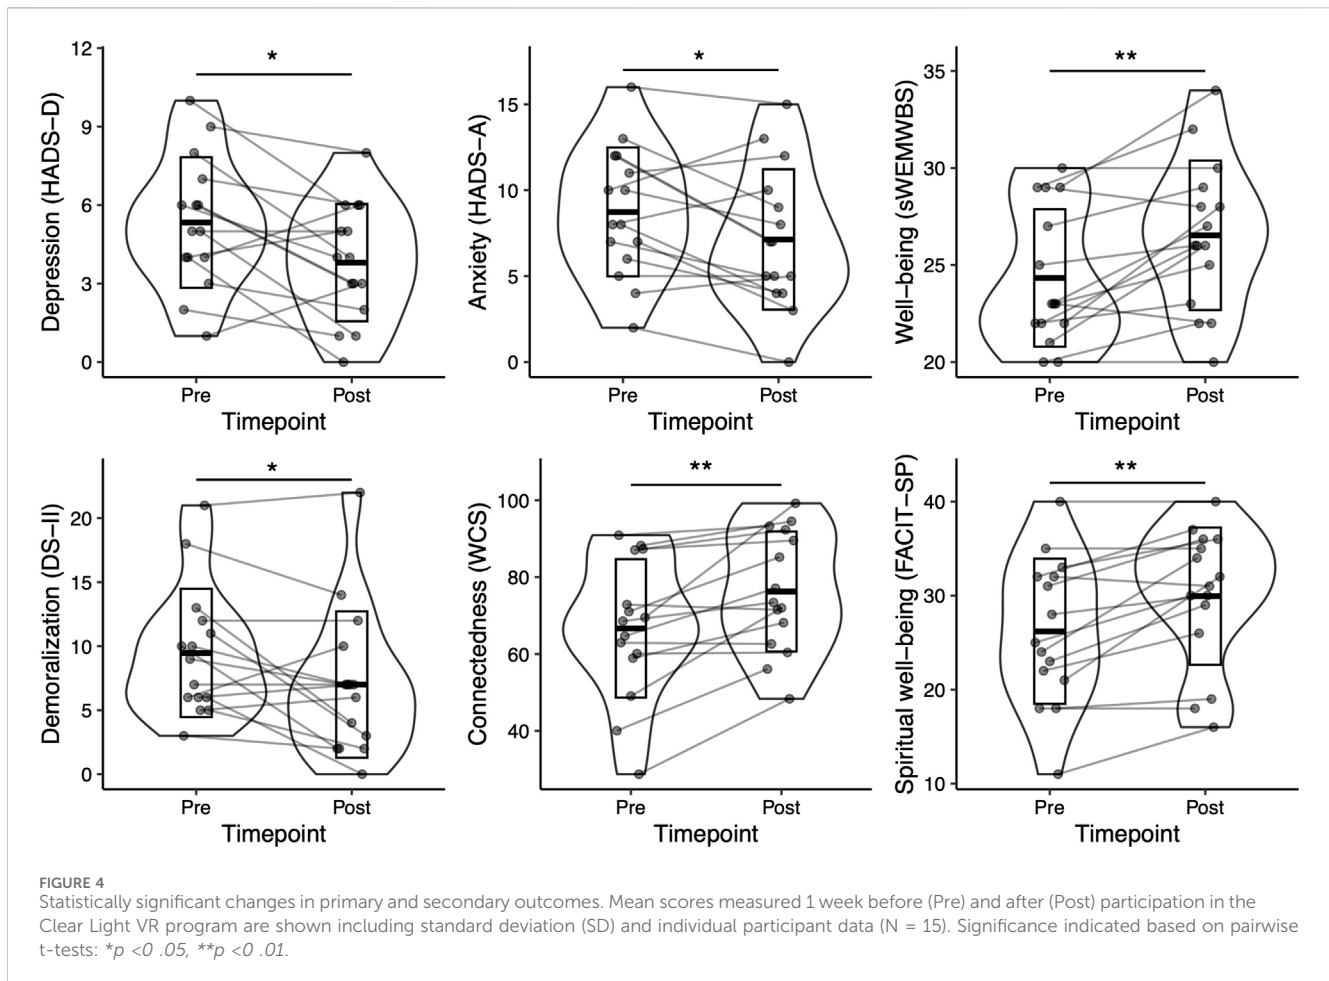 Depression (HADS–D)
12
9
6
3
0
*
Pre
Post
Timepoint
Anxiety (HADS–A)
15
10
5
0
*
Pre
Post
Timepoint
Well–being (sWEMWBS)
35
30
25
20
**
Pre
Post
Timepoint
Demoralization (DS–II)
20
15
10
5
0
*
Pre
Post
Timepoint
Connectedness (WCS)
100
80
60
40
**
Pre
Post
Timepoint
Spiritual well–being (FACIT–SP)
40
30
20
10
**
Pre
Post
Timepoint
FIGURE 4
Statistically significant changes in primary and secondary outcomes. Mean scores measured 1 week before (Pre) and after (Post) participation in the
Clear Light VR program are shown including standard deviation (SD) and individual participant data (N = 15). Significance indicated based on pairwise
t-tests: *p <0 .05, **p <0 .01.